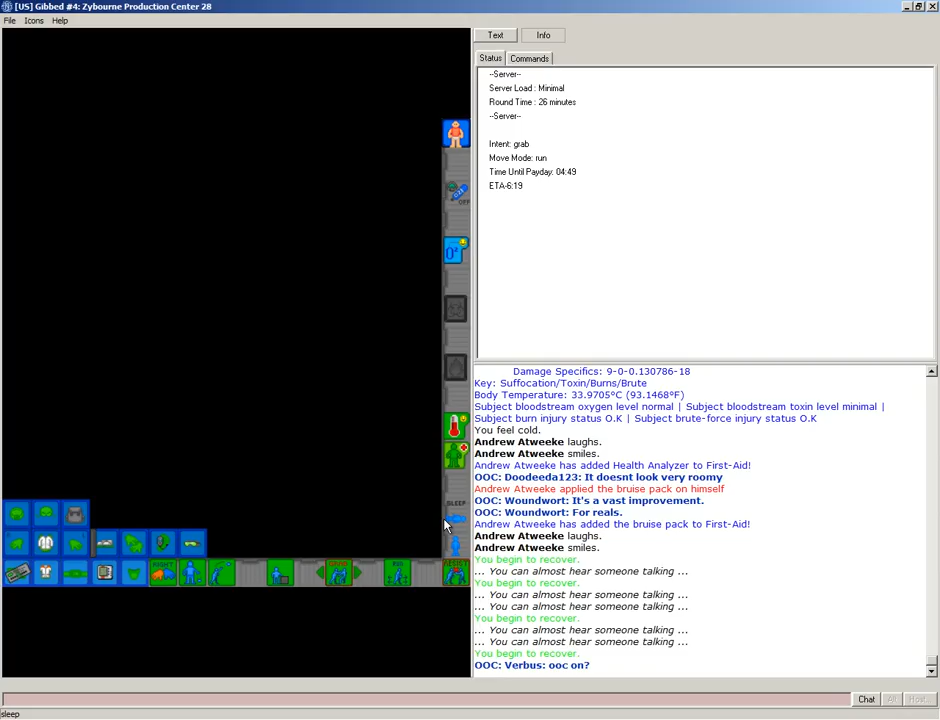 [US] Gibbed #4: Zybourne Production Center 28
File Icons Help
Text Info
Status Commands
--Server--
Server Load : Minimal
Round Time : 26 minutes
--Server--
Intent: grab
Move Mode: run
Time Until Payday: 04:49
ETA-6:19
OFF
SLEEP
RIGHT
Damage Specifics: 9-0-0.130786-18
Key: Suffocation/Toxin/Burns/Brute
Body Temperature: 33.9705°C (93.1468°F)
Subject bloodstream oxygen level normal | Subject bloodstream toxin level minimal |
Subject burn injury status O.K | Subject brute-force injury status O.K
You feel cold.
Andrew Atweeke laughs.
Andrew Atweeke smiles.
Andrew Atweeke has added Health Analyzer to First-Aid!
OOC: Doodeeda123: It doesnt look very roomy
Andrew Atweeke applied the bruise pack on himself
OOC: Woundwort: It's a vast improvement.
OOC: Woundwort: For reals.
Andrew Atweeke has added the bruise pack to First-Aid!
Andrew Atweeke laughs.
Andrew Atweeke smiles.
You begin to recover.
... You can almost hear someone talking ...
You begin to recover.
... You can almost hear someone talking ...
... You can almost hear someone talking ...
You begin to recover.
... You can almost hear someone talking ...
... You can almost hear someone talking ...
You begin to recover.
OOC: Verbus: ooc on?
Chat All Host...
sleep